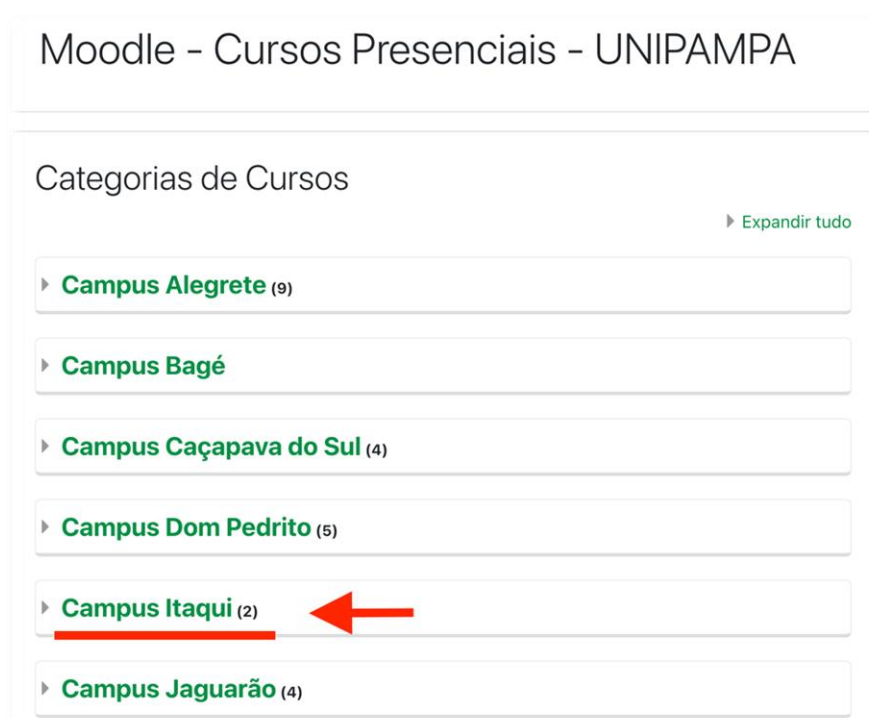 Moodle - Cursos Presenciais - UNIPAMPA
Categorias de Cursos
Expandir tudo
Campus Alegrete (9)
Campus Bagé
Campus Caçapava do Sul (4)
Campus Dom Pedrito (5)
Campus Itaqui (2)
Campus Jaguarão (4)